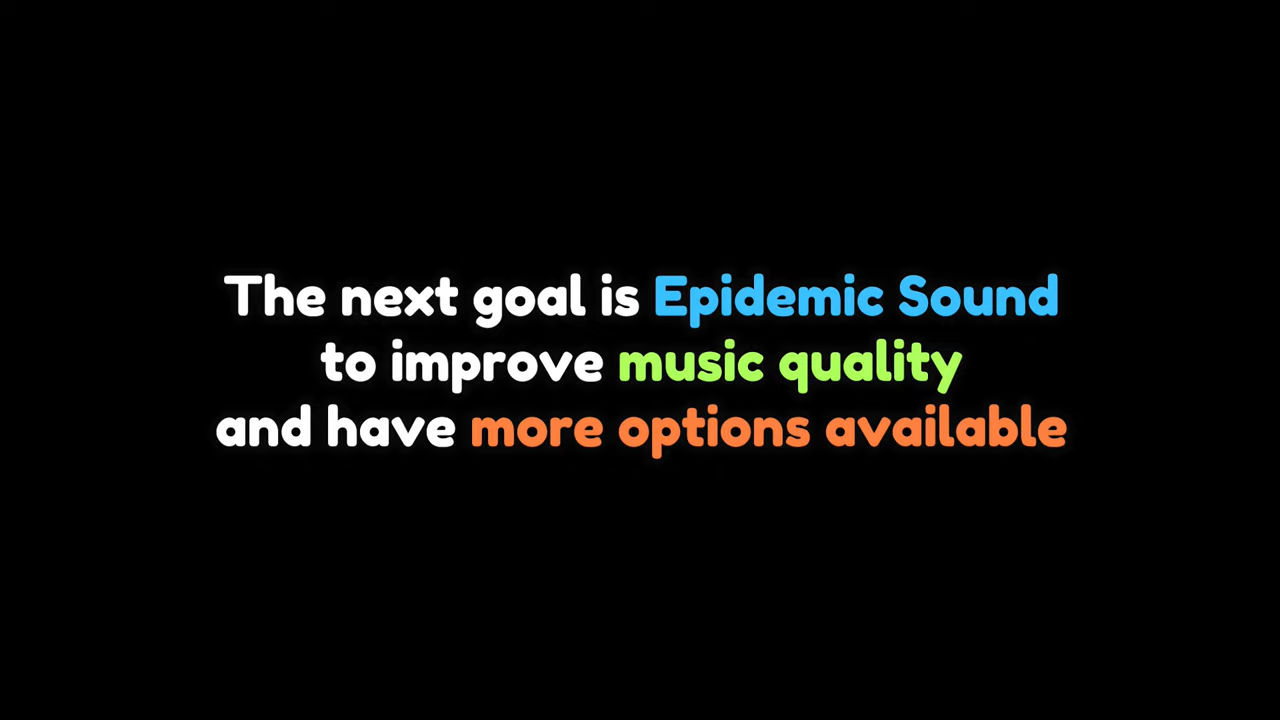 The next goal is Epidemic Sound
to improve music quality
and have more options available